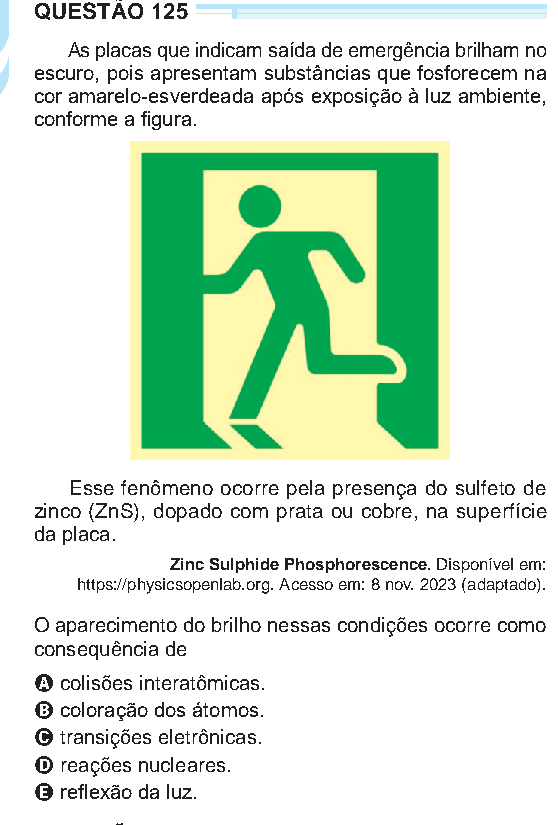 QUESTÃO 125
As placas que indicam saída de emergência brilham no
escuro, pois apresentam substâncias que fosforecem na
cor amarelo-esverdeada após exposição à luz ambiente,
conforme a figura.
Esse fenômeno ocorre pela presença do sulfeto de
zinco (ZnS), dopado com prata ou cobre, na superfície
da placa.
Zinc Sulphide Phosphorescence. Disponível em:
https://physicsopenlab.org. Acesso em: 8 nov. 2023 (adaptado).
O aparecimento do brilho nessas condições ocorre como
consequência de
A colisões interatômicas.
B coloração dos átomos.
C transições eletrônicas.
D reações nucleares.
E reflexão da luz.